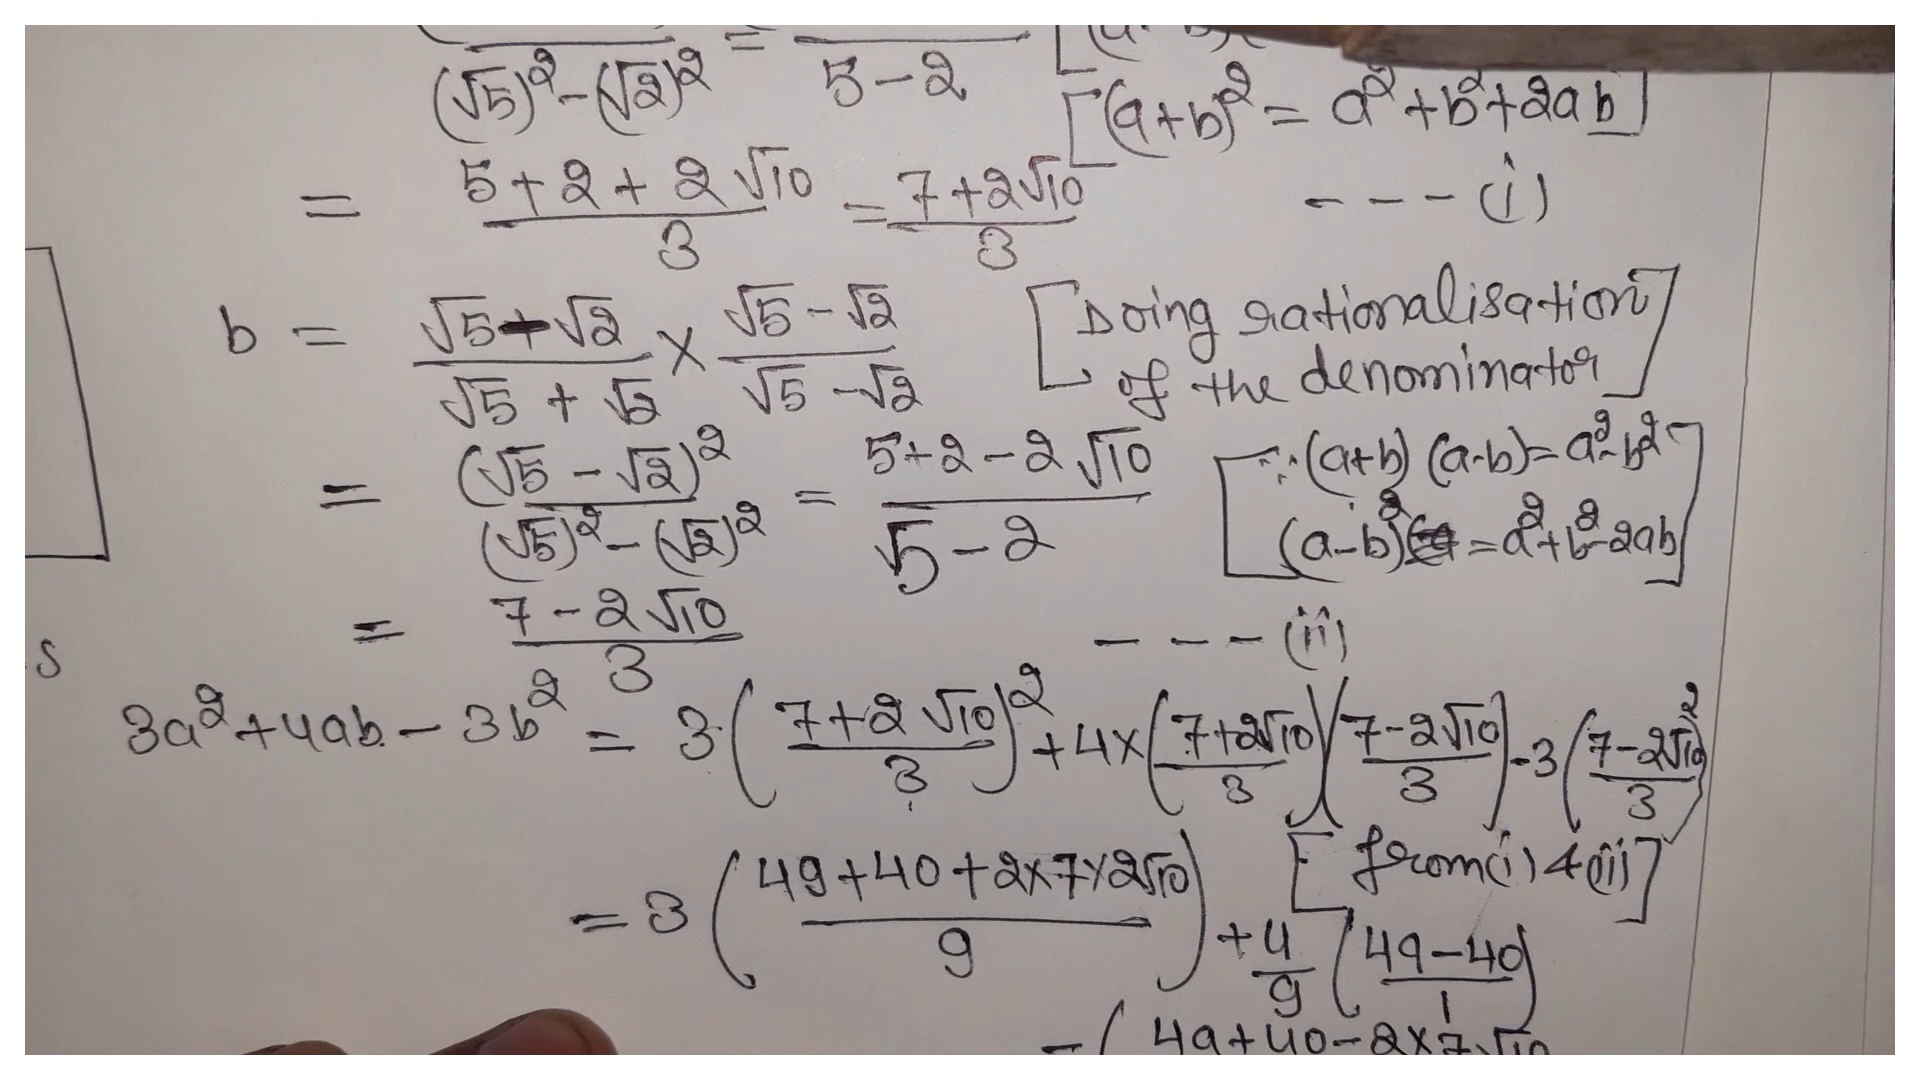 (√5)²-(√2)² = 5-2
[(a+b)² = a²+b²+2ab]
= 5+2+2√10/3 = 7+2√10/3 ---(i)
b = √5-√2/√5+√2 × √5-√2/√5-√2 [Doing rationalisation
of the denominator]
= (√5-√2)²/(√5)²-(√2)² = 5+2-2√10/√5-2 [∵(a+b)(a-b)=a²-b²
(a-b)²=a²+b²-2ab]
= 7-2√10/3 ---(ii)
s
3a²+4ab-3b² = 3(7+2√10/3)²+4×(7+2√10/3)(7-2√10/3)-3(7-2√10/3)²
[from(i)&(ii)]
=3(49+40+2×7×2√10/9)+4/9(49-40/1)
-(49+40-2×7√10